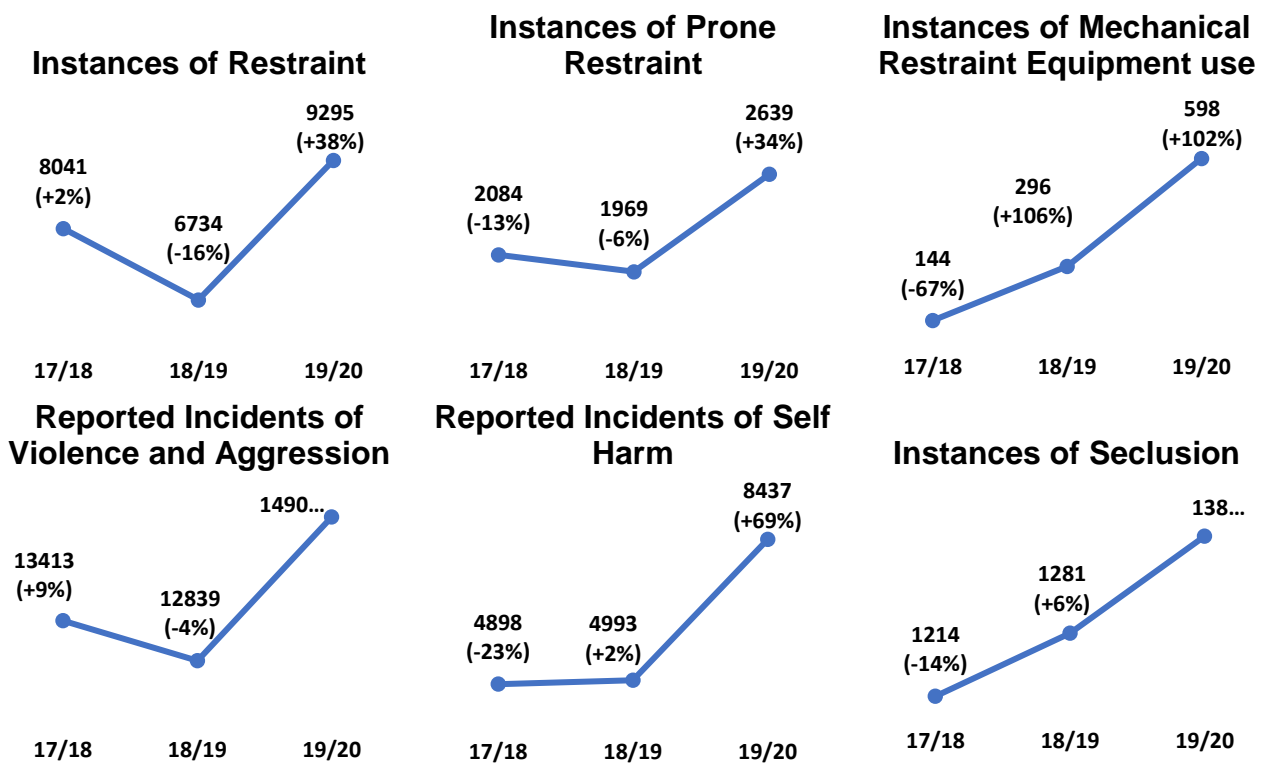 Instances of Restraint
8041
(+2%)
6734
(-16%)
9295
(+38%)
17/18 18/19 19/20
Instances of Prone
Restraint
2084
(-13%)
1969
(-6%)
2639
(+34%)
17/18 18/19 19/20
Instances of Mechanical
Restraint Equipment use
144
(-67%)
296
(+106%)
598
(+102%)
17/18 18/19 19/20
Reported Incidents of
Violence and Aggression
13413
(+9%)
12839
(-4%)
1490...
17/18 18/19 19/20
Reported Incidents of Self
Harm
4898
(-23%)
4993
(+2%)
8437
(+69%)
17/18 18/19 19/20
Instances of Seclusion
1214
(-14%)
1281
(+6%)
138...
17/18 18/19 19/20